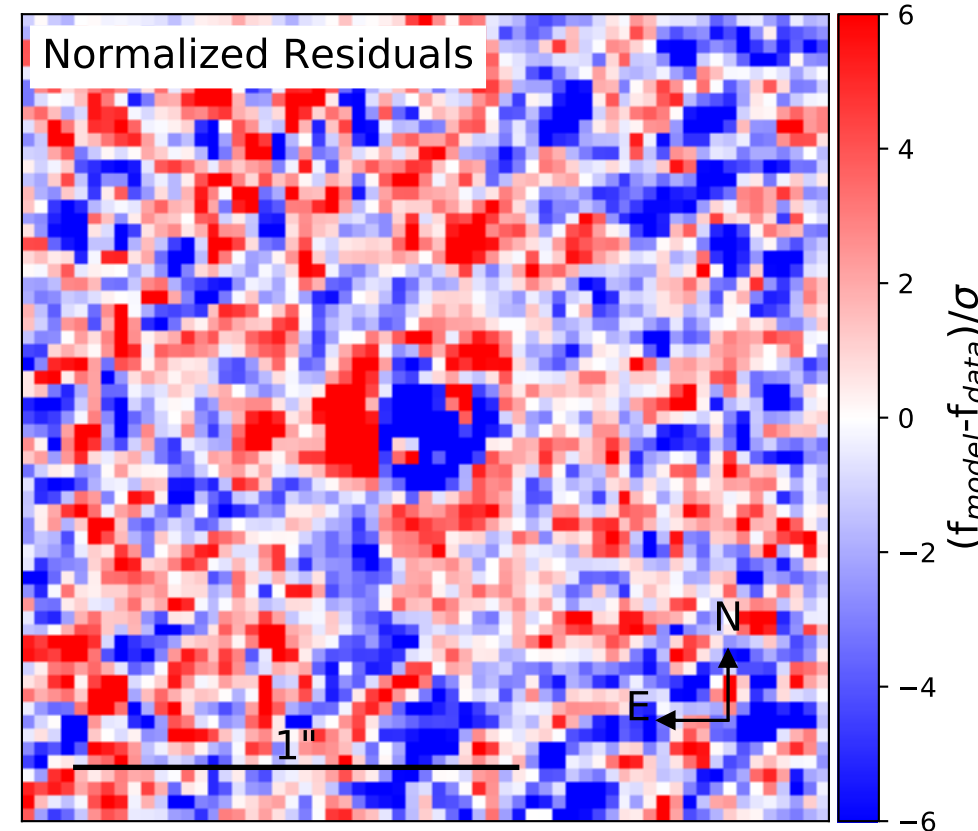 Normalized Residuals
6
4
2
0
−2
−4
−6
(f_model-f_data)/σ
N
E
1"